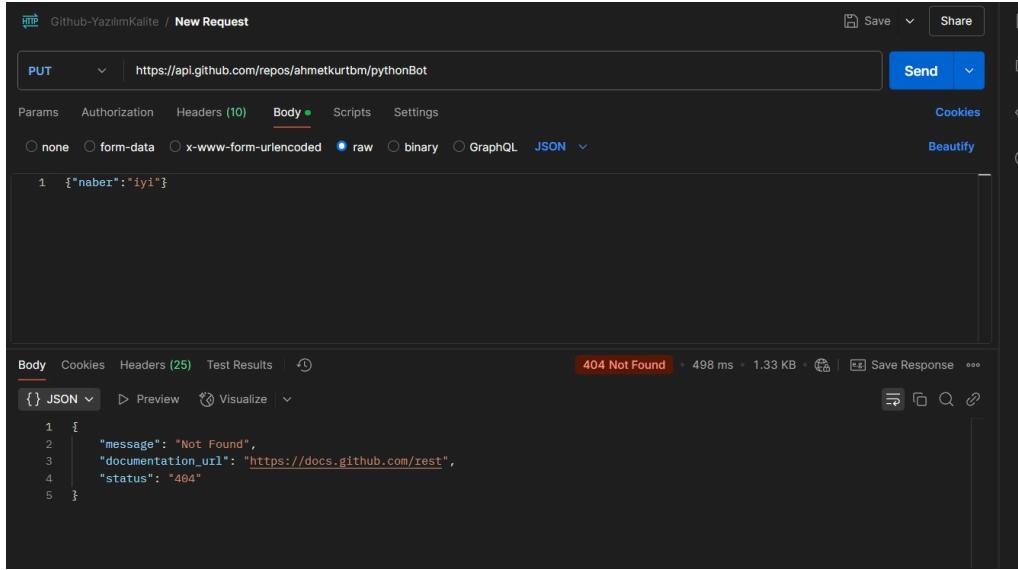 HTTP Github-YazılımKalite / New Request Save Share
PUT https://api.github.com/repos/ahmetkurtbm/pythonBot Send
Params Authorization Headers (10) Body Scripts Settings Cookies
none form-data x-www-form-urlencoded raw binary GraphQL JSON Beautify
1 {"naber":"iyi"}
Body Cookies Headers (25) Test Results 404 Not Found 498 ms 1.33 KB e.g. Save Response
{} JSON Preview Visualize
1 {
2 "message": "Not Found",
3 "documentation_url": "https://docs.github.com/rest",
4 "status": "404"
5 }